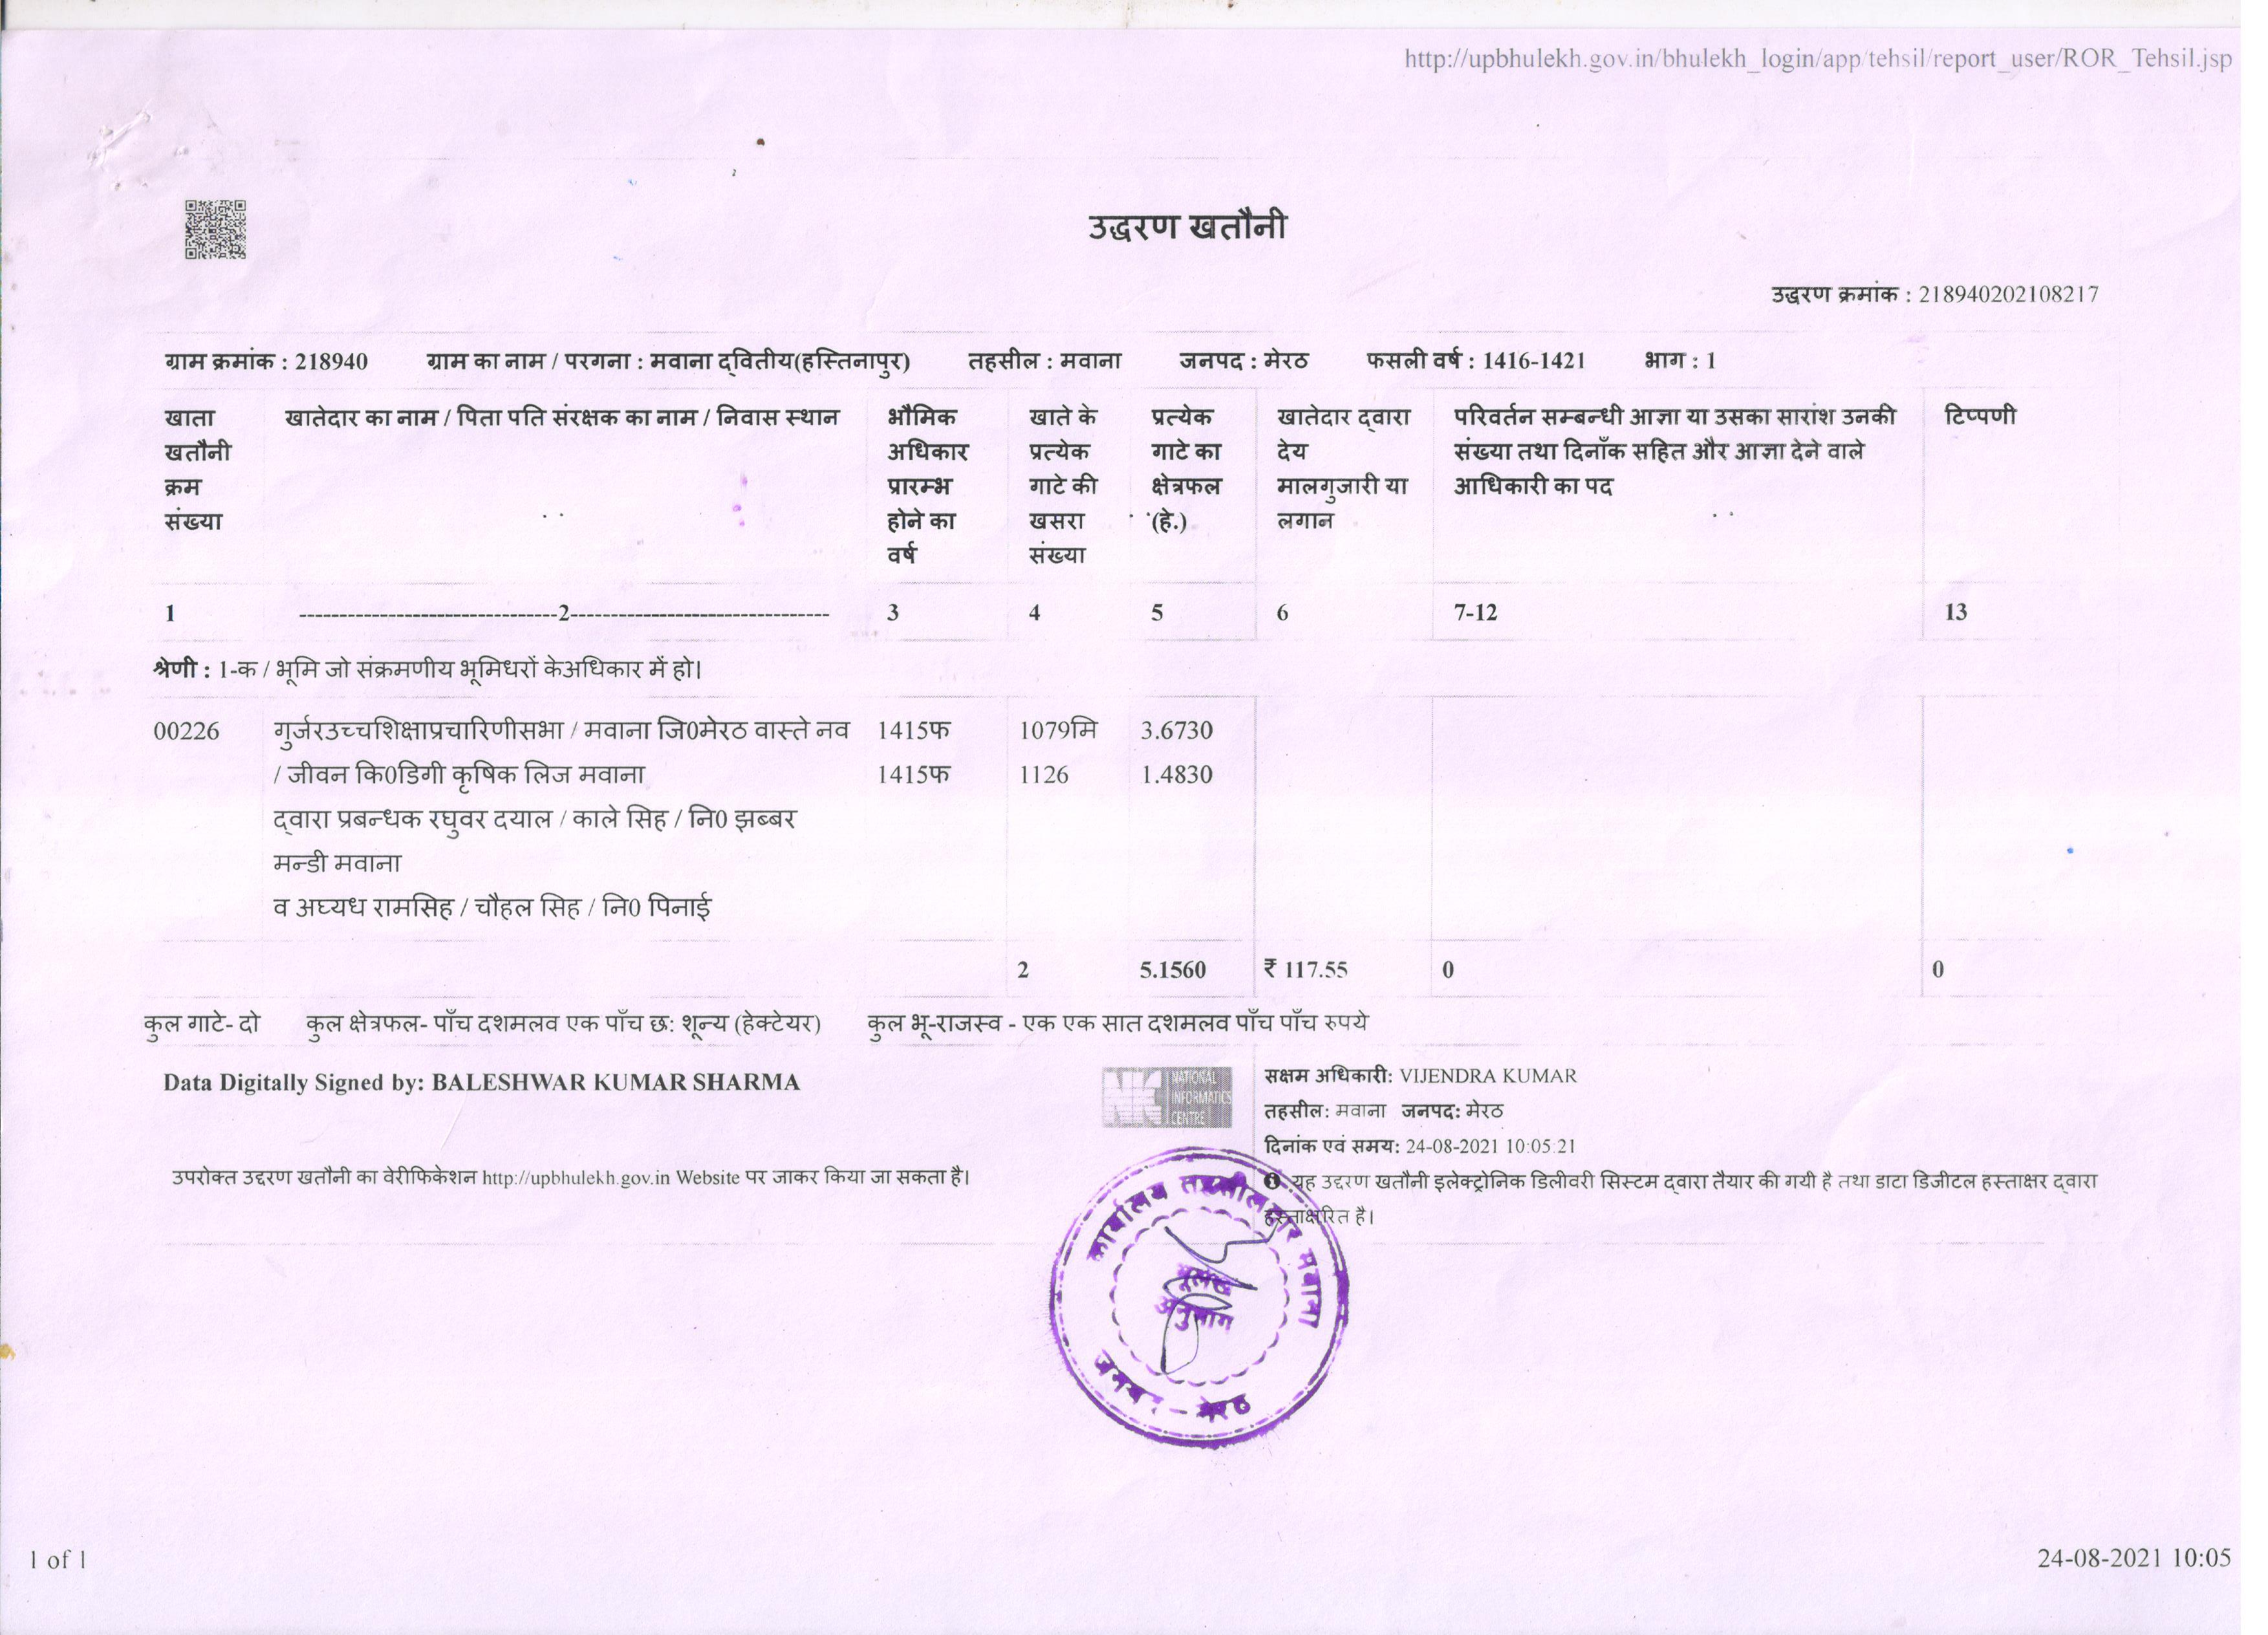 http://upbhulekh.gov.in/bhulekh_login/app/tehsil/report_user/ROR_Tehsil.jsp
उद्धरण खतौनी
उद्धरण क्रमांक : 218940202108217
ग्राम क्रमांक : 218940 ग्राम का नाम / परगना : मवाना द्वितीय(हस्तिनापुर) तहसील : मवाना जनपद : मेरठ फसली वर्ष : 1416-1421 भाग : 1
खाता खतौनी क्रम संख्या
खातेदार का नाम / पिता पति संरक्षक का नाम / निवास स्थान
भौमिक अधिकार प्रारम्भ होने का वर्ष
खाते के प्रत्येक गाटे की खसरा संख्या
प्रत्येक गाटे का क्षेत्रफल (हे.)
खातेदार द्वारा देय मालगुजारी या लगान
परिवर्तन सम्बन्धी आज्ञा या उसका सारांश उनकी संख्या तथा दिनाँक सहित और आज्ञा देने वाले आधिकारी का पद
टिप्पणी
1 --------------------------------2-------------------------------- 3 4 5 6 7-12 13
श्रेणी : 1-क / भूमि जो संक्रमणीय भूमिधरों केअधिकार में हो।
00226 गुर्जरउच्चशिक्षाप्रचारिणीसभा / मवाना जि0मेरठ वास्ते नव 1415फ 1079मि 3.6730
/ जीवन कि0डिगी कृषिक लिज मवाना 1415फ 1126 1.4830
द्वारा प्रबन्धक रघुवर दयाल / काले सिह / नि0 झब्बर
मन्डी मवाना
व अघ्यध रामसिह / चौहल सिह / नि0 पिनाई
2 5.1560 ₹ 117.55 0 0
कुल गाटे- दो कुल क्षेत्रफल- पाँच दशमलव एक पाँच छ: शून्य (हेक्टेयर) कुल भू-राजस्व - एक एक सात दशमलव पाँच पाँच रुपये
Data Digitally Signed by: BALESHWAR KUMAR SHARMA
NIC NATIONAL INFORMATICS CENTRE
सक्षम अधिकारी: VIJENDRA KUMAR
तहसील: मवाना जनपद: मेरठ
दिनांक एवं समय: 24-08-2021 10:05:21
उपरोक्त उद्दरण खतौनी का वेरीफिकेशन http://upbhulekh.gov.in Website पर जाकर किया जा सकता है।
यह उद्दरण खतौनी इलेक्ट्रोनिक डिलीवरी सिस्टम द्वारा तैयार की गयी है तथा डाटा डिजीटल हस्ताक्षर द्वारा
हस्ताक्षरित है।
कार्यालय तहसीलदार मवाना
भूलेख
अनुभाग
जनपद - मेरठ
1 of 1
24-08-2021 10:05